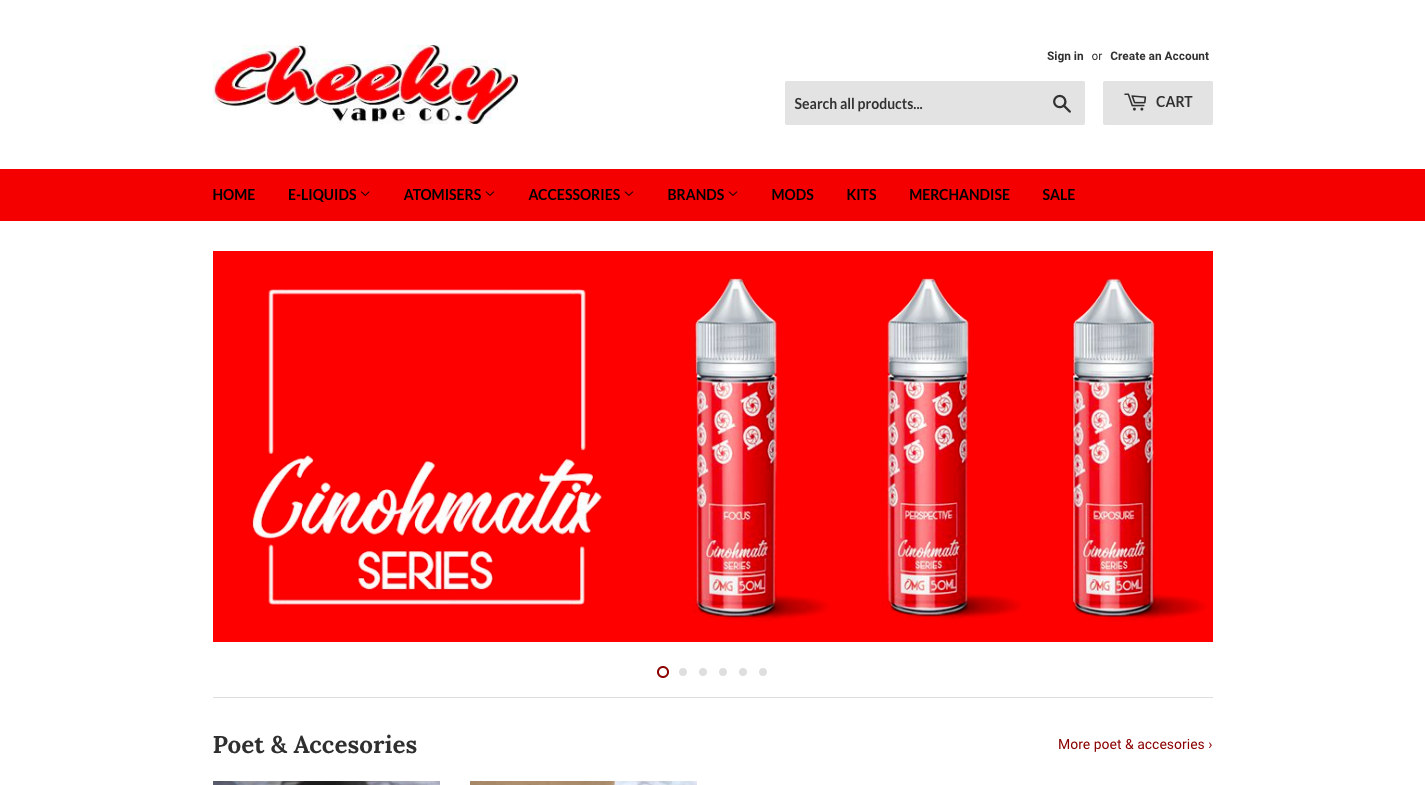 Cheeky
vape co.
Sign in or Create an Account
Search all products...
CART
HOME E-LIQUIDS ATOMISERS ACCESSORIES BRANDS MODS KITS MERCHANDISE SALE
Cinohmatix
SERIES
FOCUS
Cinohmatix
SERIES
0MG 50ML
PERSPECTIVE
Cinohmatix
SERIES
0MG 50ML
EXPOSURE
Cinohmatix
SERIES
0MG 50ML
Poet & Accesories
More poet & accesories ›